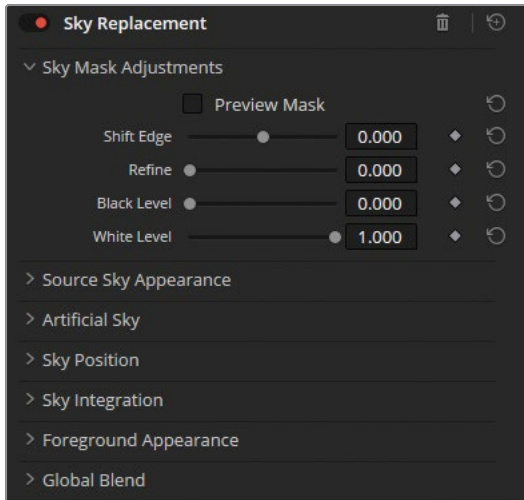 Sky Replacement
Sky Mask Adjustments
Preview Mask
Shift Edge 0.000
Refine 0.000
Black Level 0.000
White Level 1.000
Source Sky Appearance
Artificial Sky
Sky Position
Sky Integration
Foreground Appearance
Global Blend